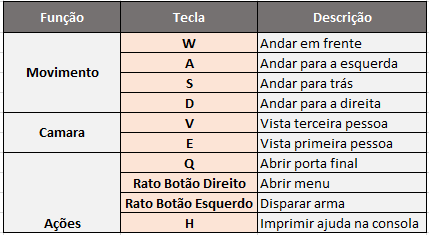 Função Tecla Descrição
Movimento
W Andar em frente
A Andar para a esquerda
S Andar para trás
D Andar para a direita
Camara
V Vista terceira pessoa
E Vista primeira pessoa
Ações
Q Abrir porta final
Rato Botão Direito Abrir menu
Rato Botão Esquerdo Disparar arma
H Imprimir ajuda na consola